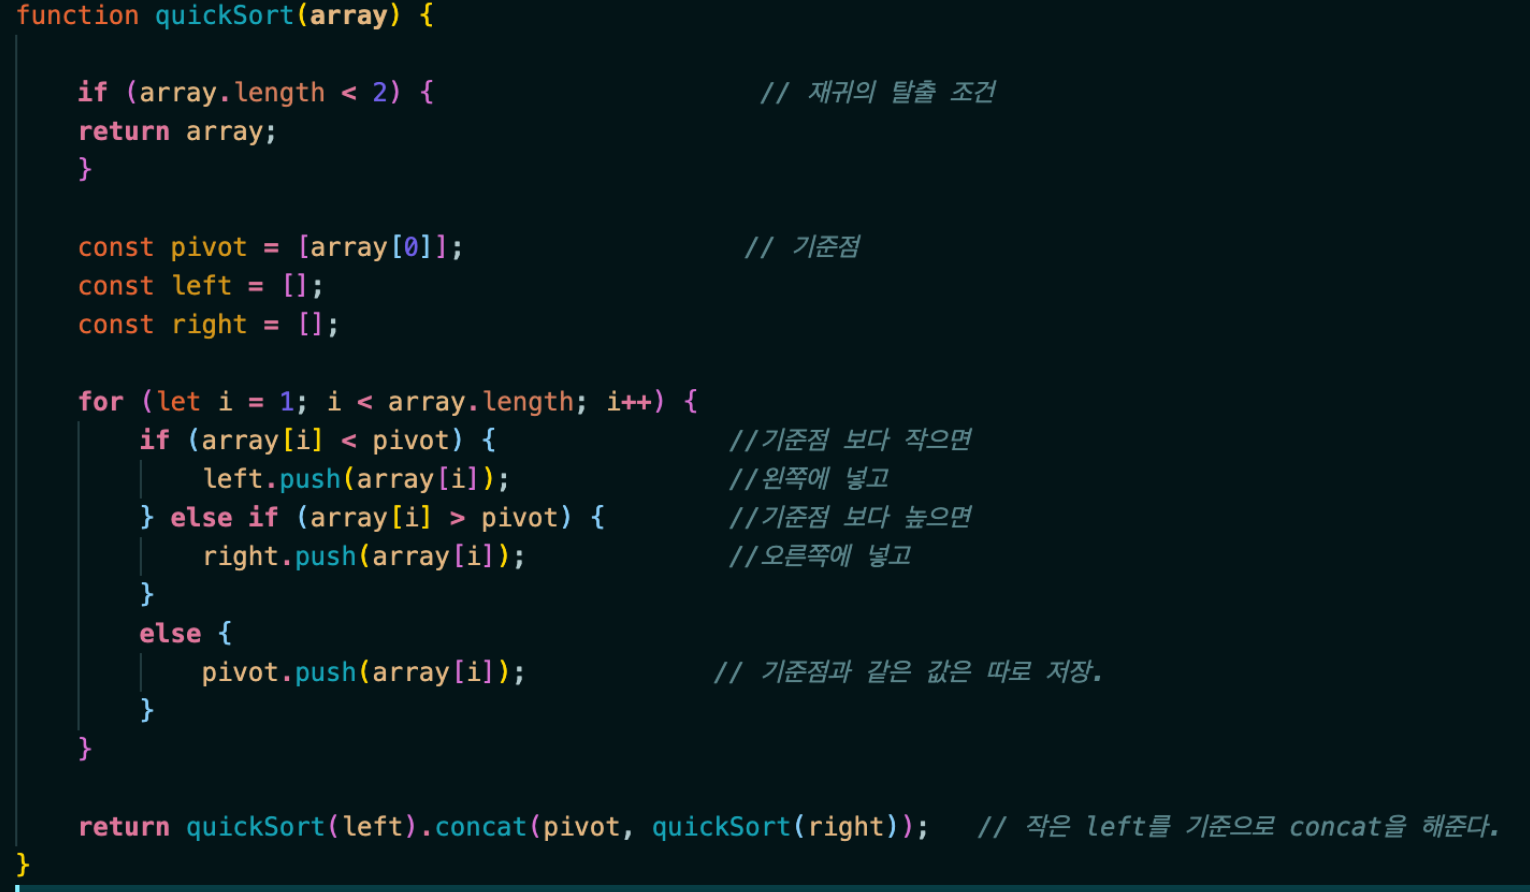 function quickSort(array) {
if (array.length < 2) { // 재귀의 탈출 조건
return array;
}
const pivot = [array[0]]; // 기준점
const left = [];
const right = [];
for (let i = 1; i < array.length; i++) {
if (array[i] < pivot) { //기준점 보다 작으면
left.push(array[i]); //왼쪽에 넣고
} else if (array[i] > pivot) { //기준점 보다 높으면
right.push(array[i]); //오른쪽에 넣고
}
else {
pivot.push(array[i]); // 기준점과 같은 값은 따로 저장.
}
}
return quickSort(left).concat(pivot, quickSort(right)); // 작은 left를 기준으로 concat을 해준다.
}